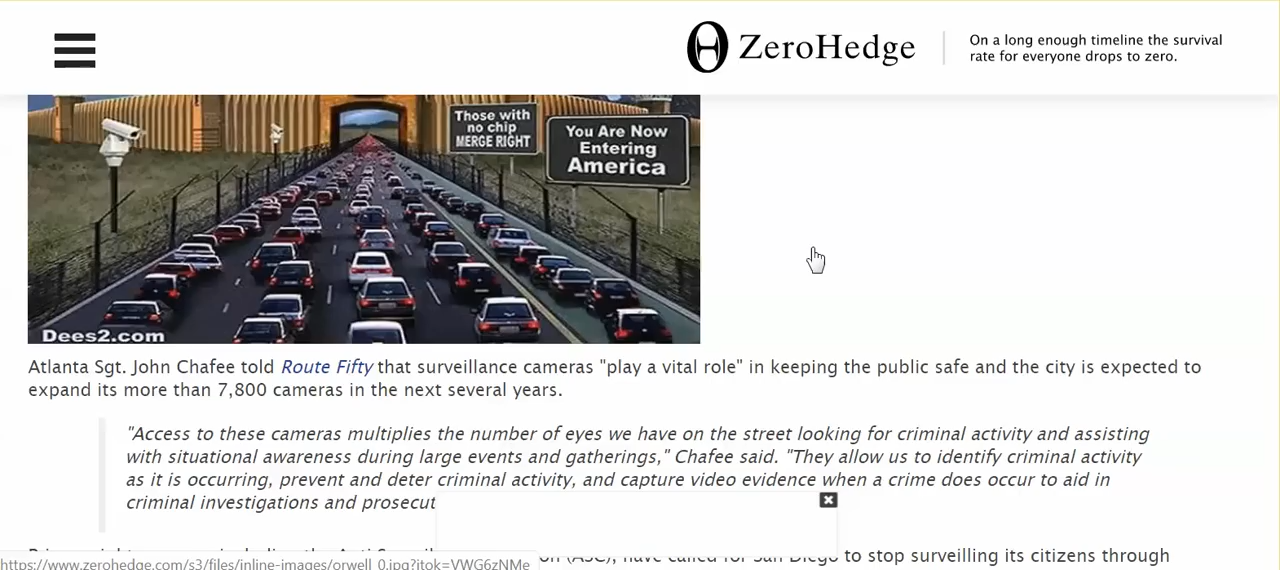 ZeroHedge
On a long enough timeline the survival
rate for everyone drops to zero.
Those with
no chip
MERGE RIGHT
You Are Now
Entering
America
Dees2.com
Atlanta Sgt. John Chafee told Route Fifty that surveillance cameras "play a vital role" in keeping the public safe and the city is expected to
expand its more than 7,800 cameras in the next several years.
"Access to these cameras multiplies the number of eyes we have on the street looking for criminal activity and assisting
with situational awareness during large events and gatherings," Chafee said. "They allow us to identify criminal activity
as it is occurring, prevent and deter criminal activity, and capture video evidence when a crime does occur to aid in
criminal investigations and prosecut
(ASC), have called for San Diego to stop surveilling its citizens through
https://www.zerohedge.com/s3/files/inline-images/orwell_0.jpg?itok=VWG6zNMe